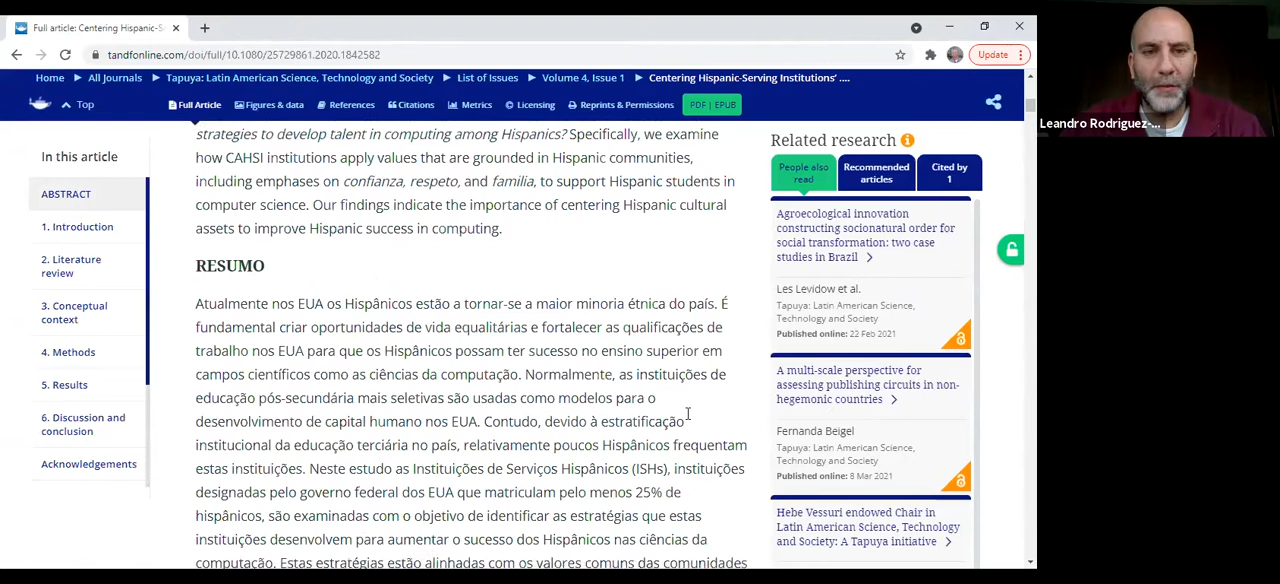 Full article: Centering Hispanic-S
tandfonline.com/doi/full/10.1080/25729861.2020.1842582
Update
Home All Journals Tapuya: Latin American Science, Technology and Society List of Issues Volume 4, Issue 1 Centering Hispanic-Serving Institutions' ....
Top Full Article Figures & data References Citations Metrics Licensing Reprints & Permissions PDF | EPUB
In this article
ABSTRACT
1. Introduction
2. Literature
review
3. Conceptual
context
4. Methods
5. Results
6. Discussion and
conclusion
Acknowledgements
strategies to develop talent in computing among Hispanics? Specifically, we examine
how CAHSI institutions apply values that are grounded in Hispanic communities,
including emphases on confianza, respeto, and familia, to support Hispanic students in
computer science. Our findings indicate the importance of centering Hispanic cultural
assets to improve Hispanic success in computing.
RESUMO
Atualmente nos EUA os Hispânicos estão a tornar-se a maior minoria étnica do país. É
fundamental criar oportunidades de vida equalitárias e fortalecer as qualificações de
trabalho nos EUA para que os Hispânicos possam ter sucesso no ensino superior em
campos científicos como as ciências da computação. Normalmente, as instituições de
educação pós-secundária mais seletivas são usadas como modelos para o
desenvolvimento de capital humano nos EUA. Contudo, devido à estratificação
institucional da educação terciária no país, relativamente poucos Hispânicos frequentam
estas instituições. Neste estudo as Instituições de Serviços Hispânicos (ISHs), instituições
designadas pelo governo federal dos EUA que matriculam pelo menos 25% de
hispânicos, são examinadas com o objetivo de identificar as estratégias que estas
instituições desenvolvem para aumentar o sucesso dos Hispânicos nas ciências da
computação. Estas estratégias estão alinhadas com os valores comuns das comunidades
Related research
People also
read
Recommended
articles
Cited by
1
Agroecological innovation
constructing socionatural order for
social transformation: two case
studies in Brazil
Les Levidow et al.
Tapuya: Latin American Science,
Technology and Society
Published online: 22 Feb 2021
A multi-scale perspective for
assessing publishing circuits in non-
hegemonic countries
Fernanda Beigel
Tapuya: Latin American Science,
Technology and Society
Published online: 8 Mar 2021
Hebe Vessuri endowed Chair in
Latin American Science, Technology
and Society: A Tapuya initiative
Leandro Rodriguez-...